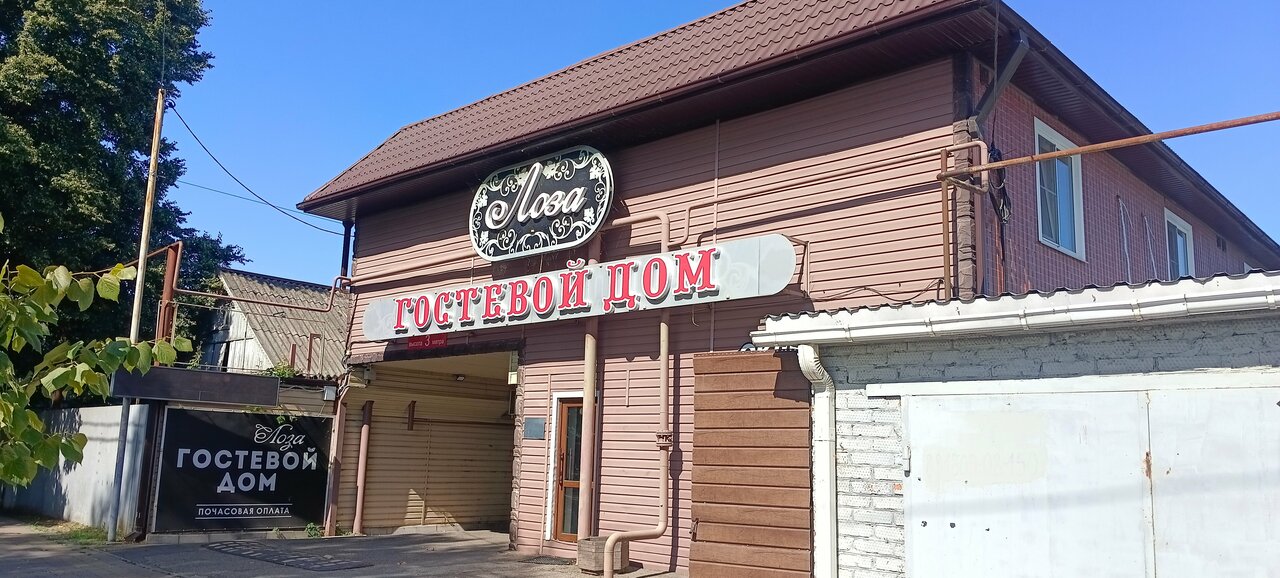 Лоза
ГОСТЕВОЙ ДОМ
высота 3 метра
Лоза
ГОСТЕВОЙ
ДОМ
ПОЧАСОВАЯ ОПЛАТА